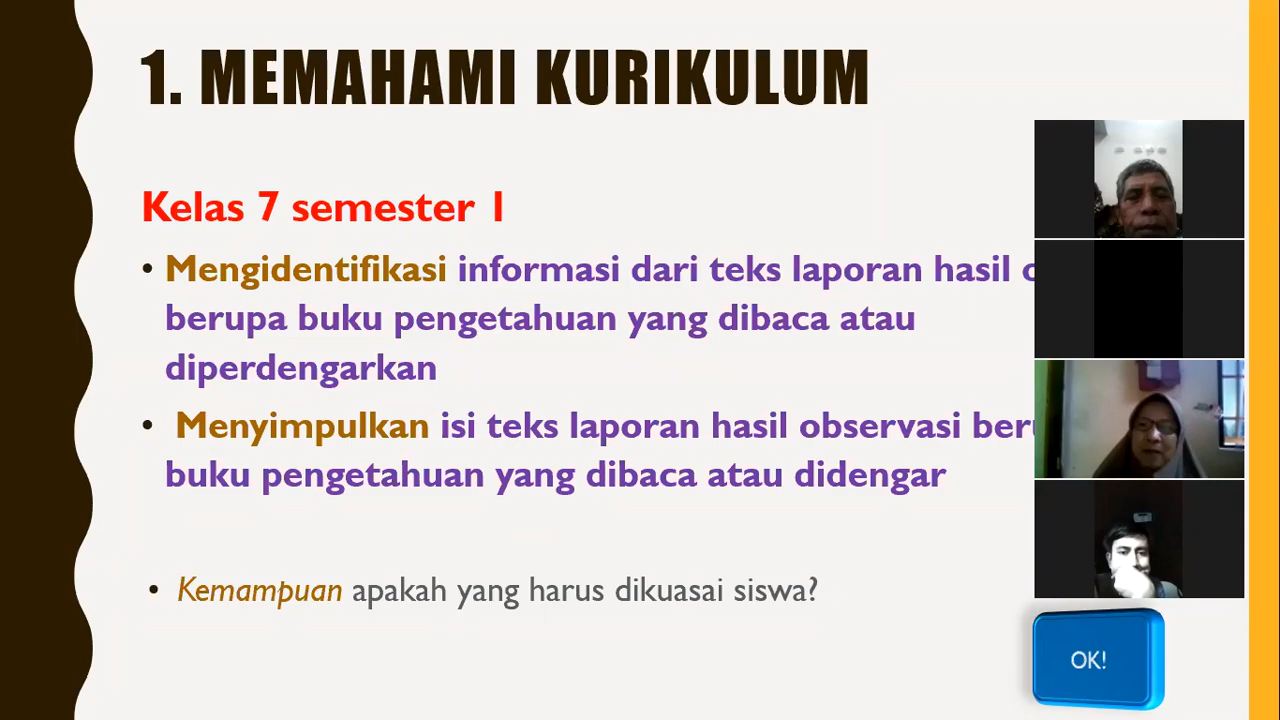 1. MEMAHAMI KURIKULUM
Kelas 7 semester 1
• Mengidentifikasi informasi dari teks laporan hasil
berupa buku pengetahuan yang dibaca atau
diperdengarkan
• Menyimpulkan isi teks laporan hasil observasi
buku pengetahuan yang dibaca atau didengar
• Kemampuan apakah yang harus dikuasai siswa?
OK!